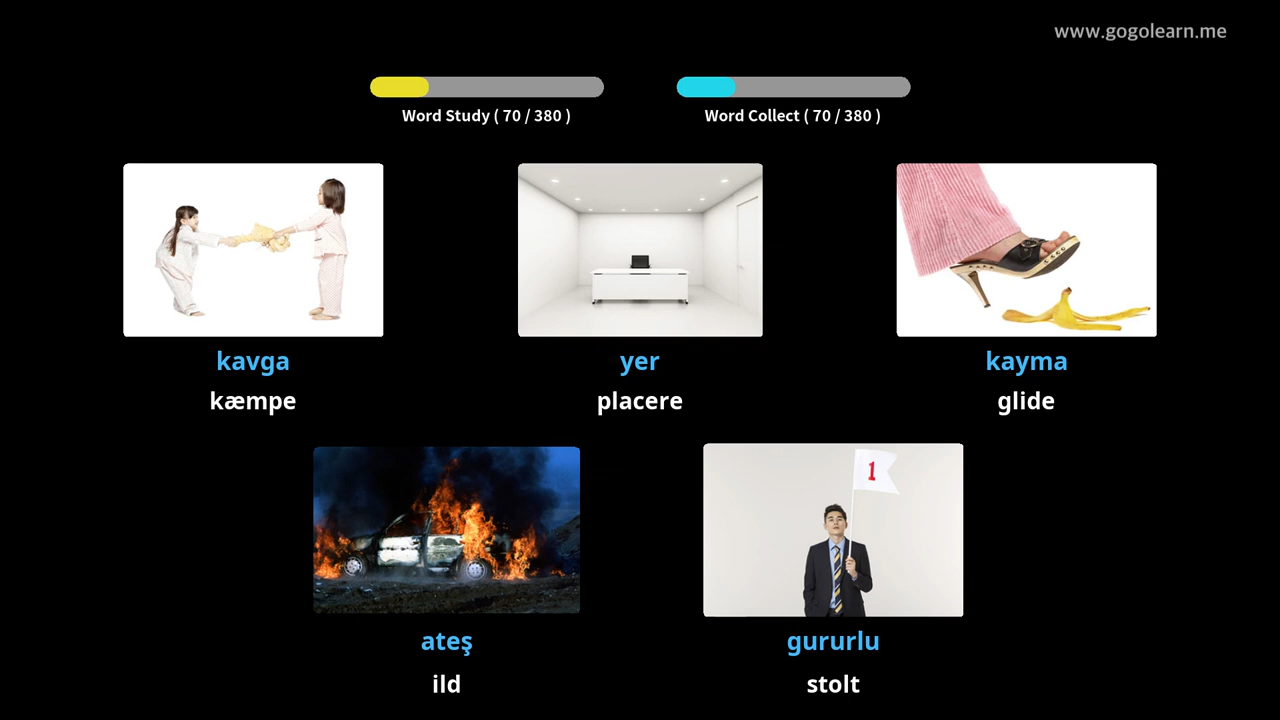 www.gogolearn.me
Word Study ( 70 / 380 )
Word Collect ( 70 / 380 )
kavga
kæmpe
yer
placere
kayma
glide
ateş
ild
1
gururlu
stolt